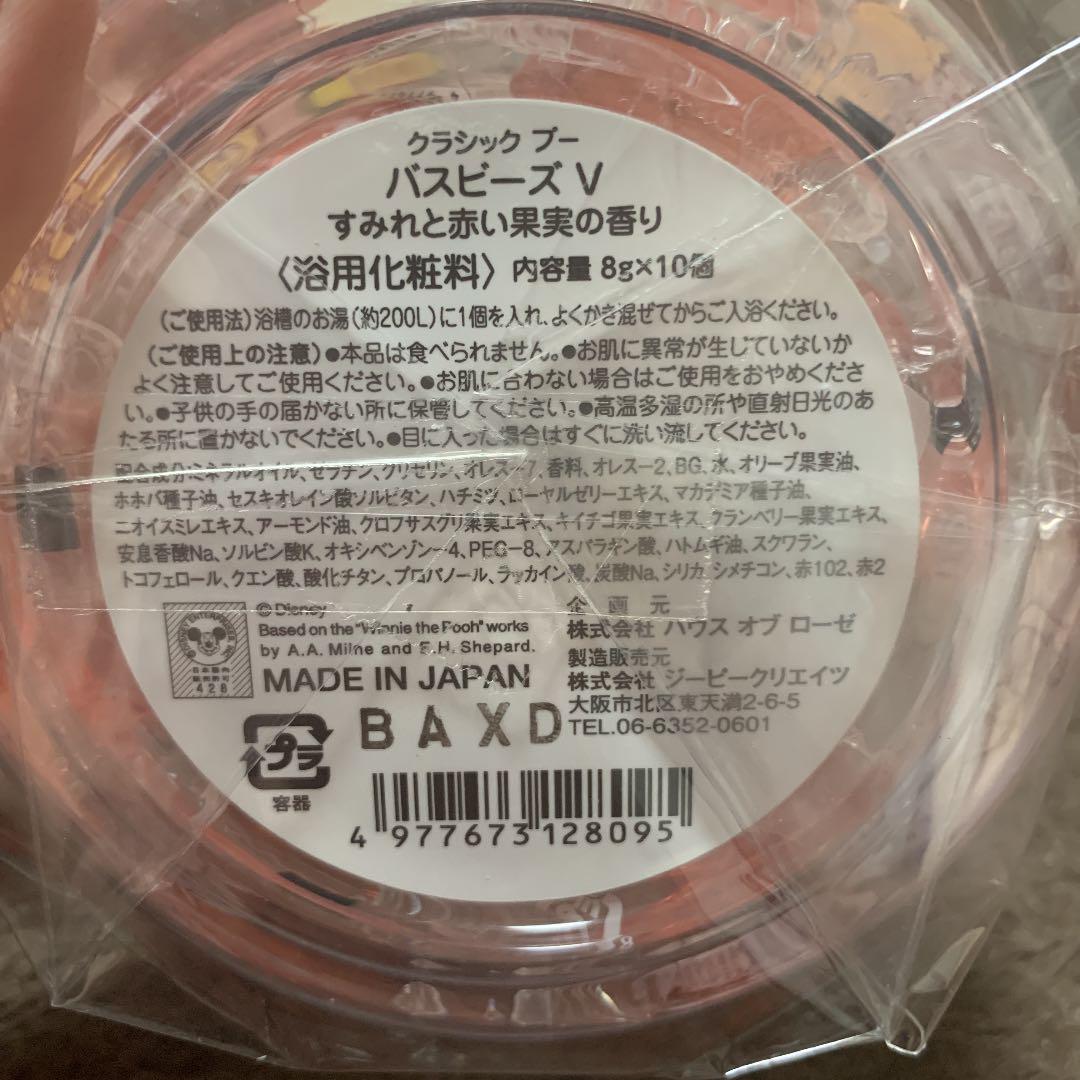 クラシック プー
バスビーズ V
すみれと赤い果実の香り
〈浴用化粧料〉内容量 8g×10個
(ご使用法)浴槽のお湯(約200L)に1個を入れ、よくかき混ぜてからご入浴ください。
(ご使用上の注意)●本品は食べられません。●お肌に異常が生じていないか
よく注意してご使用ください。●お肌に合わない場合はご使用をおやめくださ
い。●子供の手の届かない所に保管してください。●高温多湿の所や直射日光のあ
たる所に置かないでください。●目に入った場合はすぐに洗い流してください。
配合成分:ミネラルオイル、ゼラチン、グリセリン、オレス-7、香料、オレス-2、BG、水、オリーブ果実油、
ホホバ種子油、セスキオレイン酸ソルビタン、ハチミツ、ローヤルゼリーエキス、マカデミア種子油、
ニオイスミレエキス、アーモンド油、クロフサスグリ果実エキス、キイチゴ果実エキス、クランベリー果実エキス、
安息香酸Na、ソルビン酸K、オキシベンゾン-4、PEG-8、アスパラギン酸、ハトムギ油、スクワラン、
トコフェロール、クエン酸、酸化チタン、プロパノール、ラッカイン酸、炭酸Na、シリカ、シメチコン、赤102、赤2
© Disney
Based on the "Winnie the Pooh" works
by A.A. Milne and E.H. Shepard.
MADE IN JAPAN
428
企画元
株式会社 ハウス オブ ローゼ
製造販売元
株式会社 ジーピークリエイツ
大阪市北区東天満2-6-5
TEL.06-6352-0601
BAXD
プラ
容器
4 977673 128095